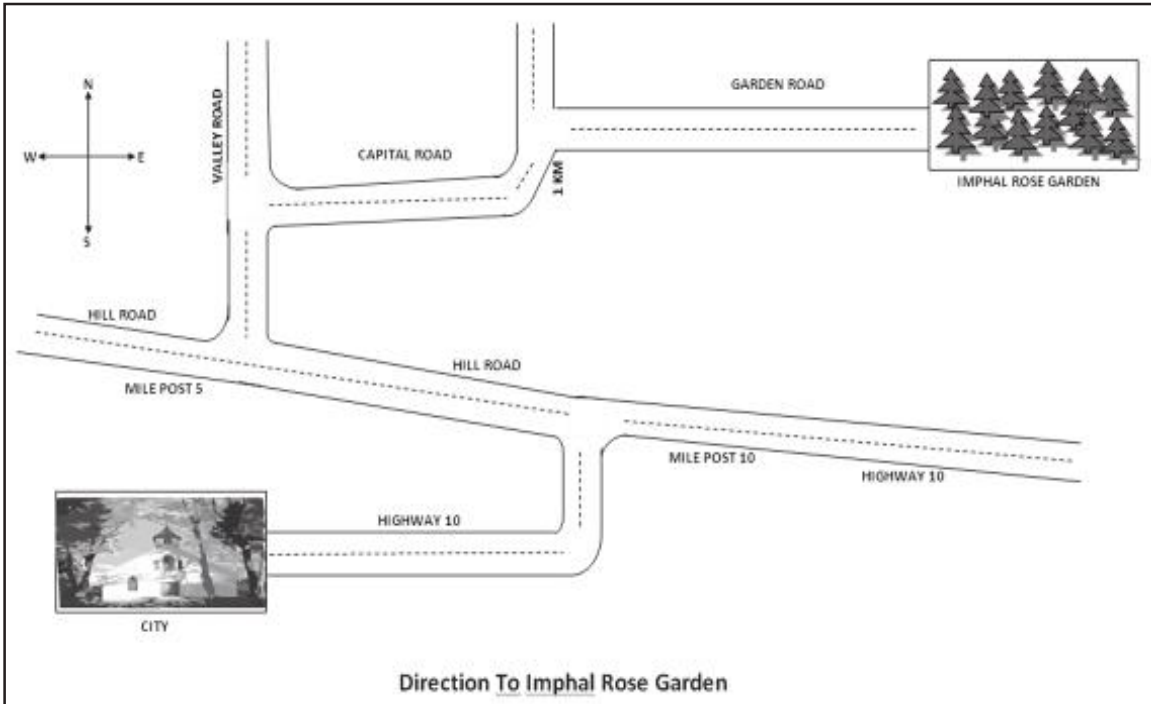 N
GARDEN ROAD
VALLEY ROAD
W
E
CAPITAL ROAD
1 KM
IMPHAL ROSE GARDEN
S
HILL ROAD
HILL ROAD
MILE POST 5
MILE POST 10
HIGHWAY 10
HIGHWAY 10
CITY
Direction To Imphal Rose Garden